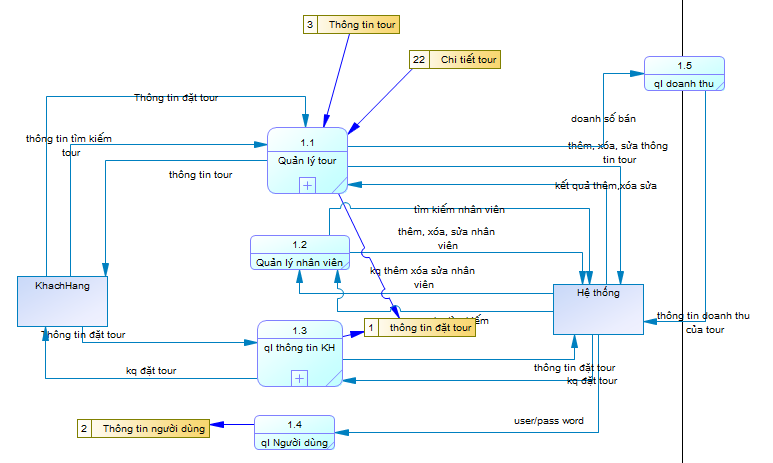 3 Thông tin tour
22 Chi tiết tour
1.5
ql doanh thu
Thông tin đặt tour
doanh số bán
thông tin tìm kiếm
tour
1.1
Quản lý tour
thêm, xóa, sửa thông
tin tour
thông tin tour
kết quả thêm,xóa sửa
tìm kiếm nhân viên
1.2
Quản lý nhân viên
thêm, xóa, sửa nhân
viên
kq thêm xóa sửa nhân
viên
KhachHang
Hệ thống
kiếm
1 thông tin đặt tour
thông tin doanh thu
của tour
1.3
ql thông tin KH
Thông tin đặt tour
kq đặt tour
thông tin đặt tour
kq đặt tour
user/pass word
1.4
ql Người dùng
2 Thông tin người dùng